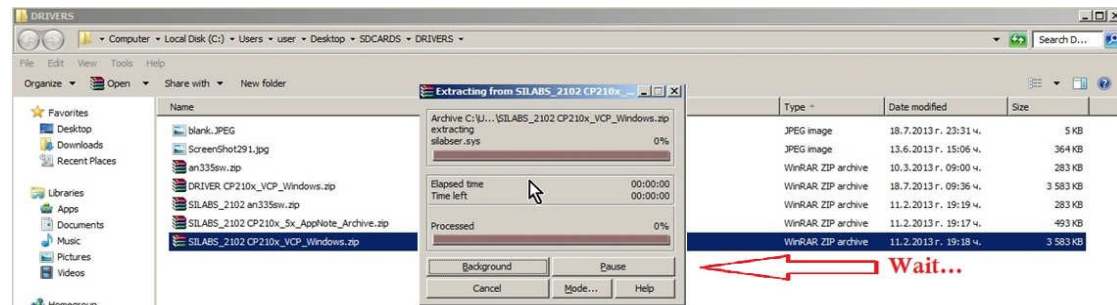 DRIVERS
Computer Local Disk (C:) Users user Desktop SDCARDS DRIVERS
Search D...
File Edit View Tools Help
Organize Open Share with New folder
Favorites
Desktop
Downloads
Recent Places
Libraries
Apps
Documents
Music
Pictures
Videos
Homegroup
Name Type Date modified Size
blank.JPEG JPEG image 18.7.2013 г. 23:31 ч. 5 KB
ScreenShot291.jpg JPEG image 13.6.2013 г. 15:06 ч. 364 KB
an335sw.zip WinRAR ZIP archive 10.3.2013 г. 09:00 ч. 283 KB
DRIVER CP210x_VCP_Windows.zip WinRAR ZIP archive 18.7.2013 г. 09:36 ч. 3 583 KB
SILABS_2102 an335sw.zip WinRAR ZIP archive 11.2.2013 г. 19:19 ч. 283 KB
SILABS_2102 CP210x_5x_AppNote_Archive.zip WinRAR ZIP archive 11.2.2013 г. 19:17 ч. 493 KB
SILABS_2102 CP210x_VCP_Windows.zip WinRAR ZIP archive 11.2.2013 г. 19:18 ч. 3 583 KB
Extracting from SILABS_2102 CP210x_...
Archive C:\U...\SILABS_2102 CP210x_VCP_Windows.zip
extracting
silabser.sys 0%
Elapsed time 00:00:00
Time left 00:00:00
Processed 0%
Background Pause
Cancel Mode... Help
Wait...